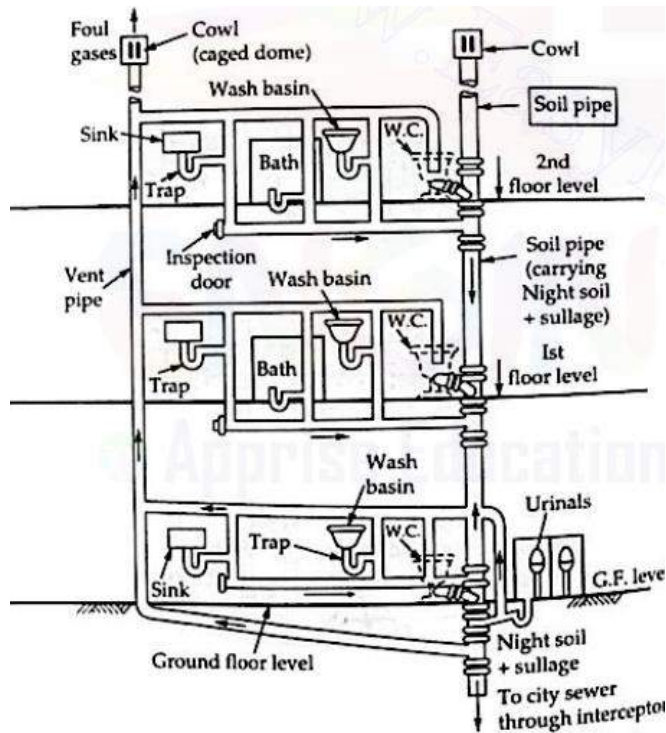 Foul
gases
Cowl
(caged dome)
Cowl
Wash basin
Soil pipe
Sink
W.C.
Bath
Trap
2nd
floor level
Inspection
door
Soil pipe
(carrying
Night soil
+ sullage)
Vent
pipe
Wash basin
W.C.
Trap
Bath
Ist
floor level
Apprise Education
Wash
basin
Urinals
Trap
W.C.
Sink
G.F. leve
Ground floor level
Night soil
+ sullage
To city sewer
through interceptor